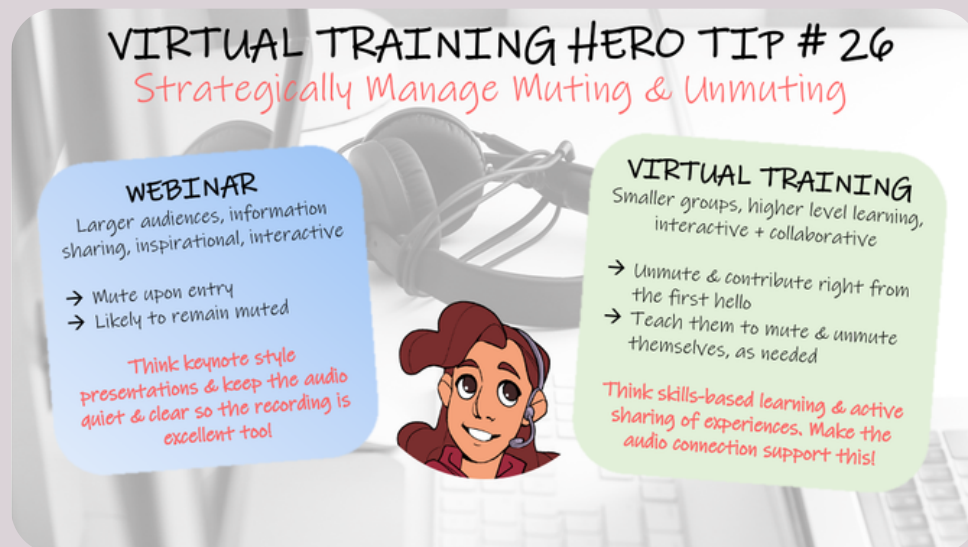 VIRTUAL TRAINING HERO TIP # 26
Strategically Manage Muting & Unmuting
WEBINAR
Larger audiences, information
sharing, inspirational, interactive
→ Mute upon entry
→ Likely to remain muted
Think keynote style
presentations & keep the audio
quiet & clear so the recording is
excellent too!
VIRTUAL TRAINING
Smaller groups, higher level learning,
interactive + collaborative
→ Unmute & contribute right from
the first hello
→ Teach them to mute & unmute
themselves, as needed
Think skills-based learning & active
sharing of experiences. Make the
audio connection support this!